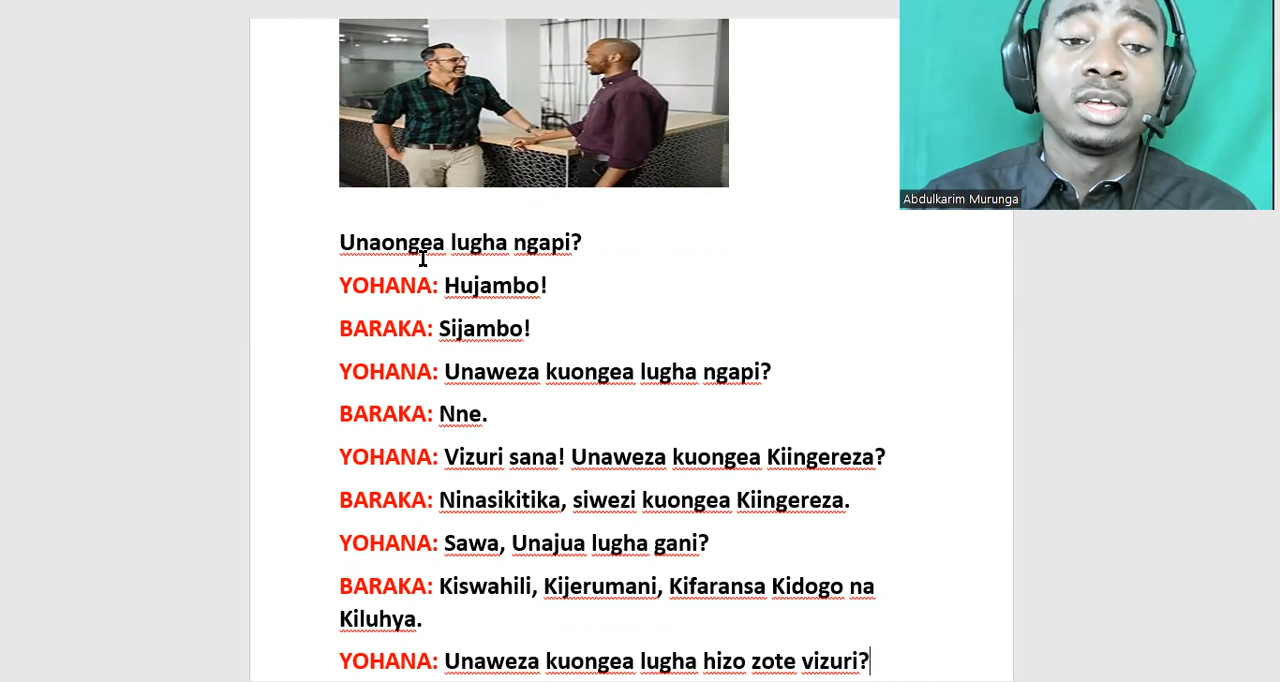 Abdulkarim Murunga
Unaongea lugha ngapi?
YOHANA: Hujambo!
BARAKA: Sijambo!
YOHANA: Unaweza kuongea lugha ngapi?
BARAKA: Nne.
YOHANA: Vizuri sana! Unaweza kuongea Kiingereza?
BARAKA: Ninasikitika, siwezi kuongea Kiingereza.
YOHANA: Sawa, Unajua lugha gani?
BARAKA: Kiswahili, Kijerumani, Kifaransa Kidogo na
Kiluhya.
YOHANA: Unaweza kuongea lugha hizo zote vizuri?